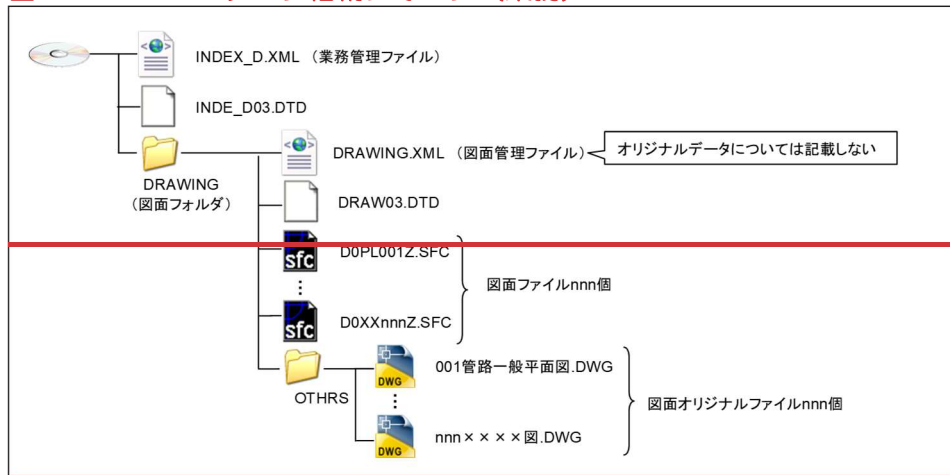 INDEX_D.XML（業務管理ファイル）
INDE_D03.DTD
DRAWING
（図面フォルダ）
DRAWING.XML（図面管理ファイル）
オリジナルデータについては記載しない
DRAW03.DTD
sfc
D0PL001Z.SFC
図面ファイルnnn個
sfc
D0XXnnnZ.SFC
OTHRS
DWG
001管路一般平面図.DWG
図面オリジナルファイルnnn個
DWG
nnn××××図.DWG